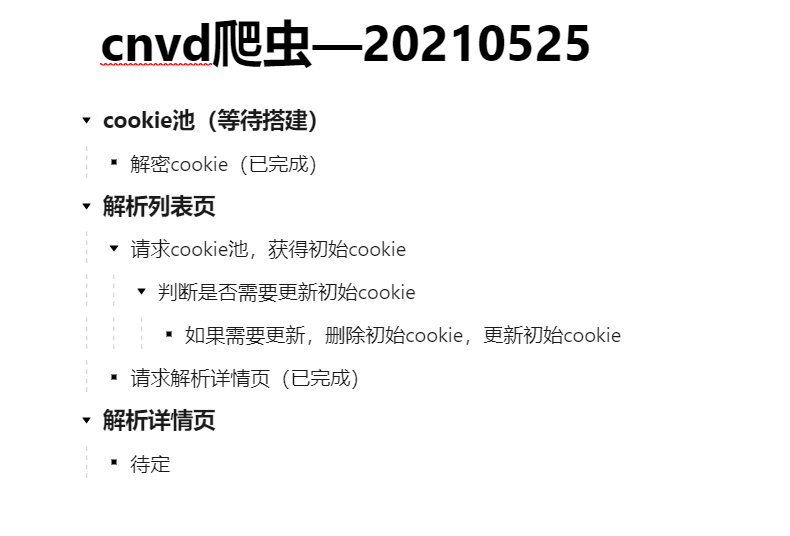 cnvd爬虫—20210525
cookie池（等待搭建）
解密cookie（已完成）
解析列表页
请求cookie池，获得初始cookie
判断是否需要更新初始cookie
如果需要更新，删除初始cookie，更新初始cookie
请求解析详情页（已完成）
解析详情页
待定